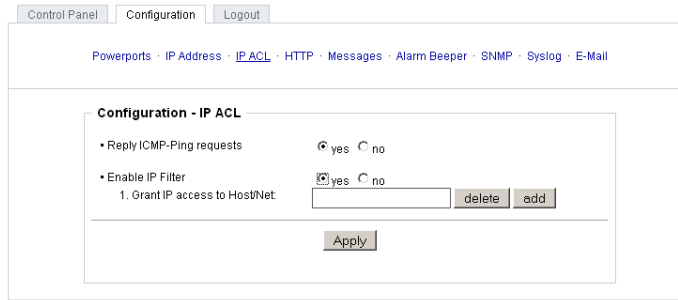 Control Panel Configuration Logout
Powerports · IP Address · IP ACL · HTTP · Messages · Alarm Beeper · SNMP · Syslog · E-Mail
Configuration - IP ACL
▪ Reply ICMP-Ping requests yes no
▪ Enable IP Filter yes no
1. Grant IP access to Host/Net: delete add
Apply